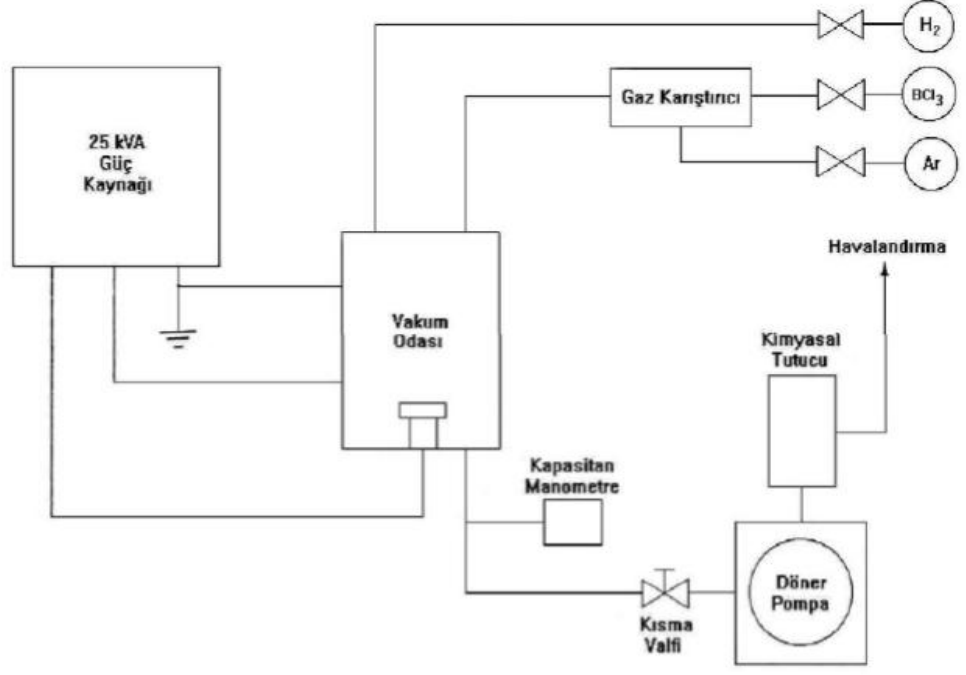 H2
Gaz Karıştırıcı
BCl3
Ar
25 kVA
Güç
Kaynağı
Havalandırma
Vakum
Odası
Kimyasal
Tutucu
Kapasitan
Manometre
Döner
Pompa
Kısma
Valfi